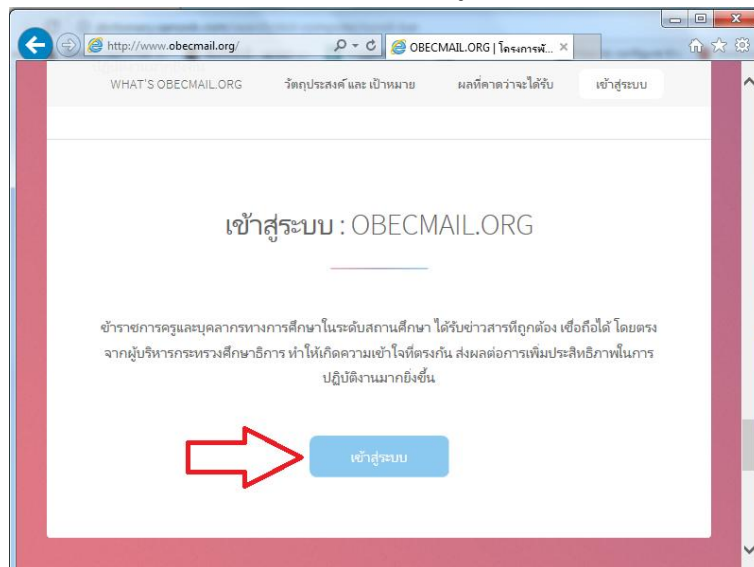 http://www.obecmail.org/
OBECMAIL.ORG | โครงการพั...
WHAT'S OBECMAIL.ORG วัตถุประสงค์ และ เป้าหมาย ผลที่คาดว่าจะได้รับ เข้าสู่ระบบ
เข้าสู่ระบบ : OBECMAIL.ORG
ข้าราชการครูและบุคลากรทางการศึกษาในระดับสถานศึกษา ได้รับข่าวสารที่ถูกต้อง เชื่อถือได้ โดยตรง
จากผู้บริหารกระทรวงศึกษาธิการ ทำให้เกิดความเข้าใจที่ตรงกัน ส่งผลต่อการเพิ่มประสิทธิภาพในการ
ปฏิบัติงานมากยิ่งขึ้น
เข้าสู่ระบบ